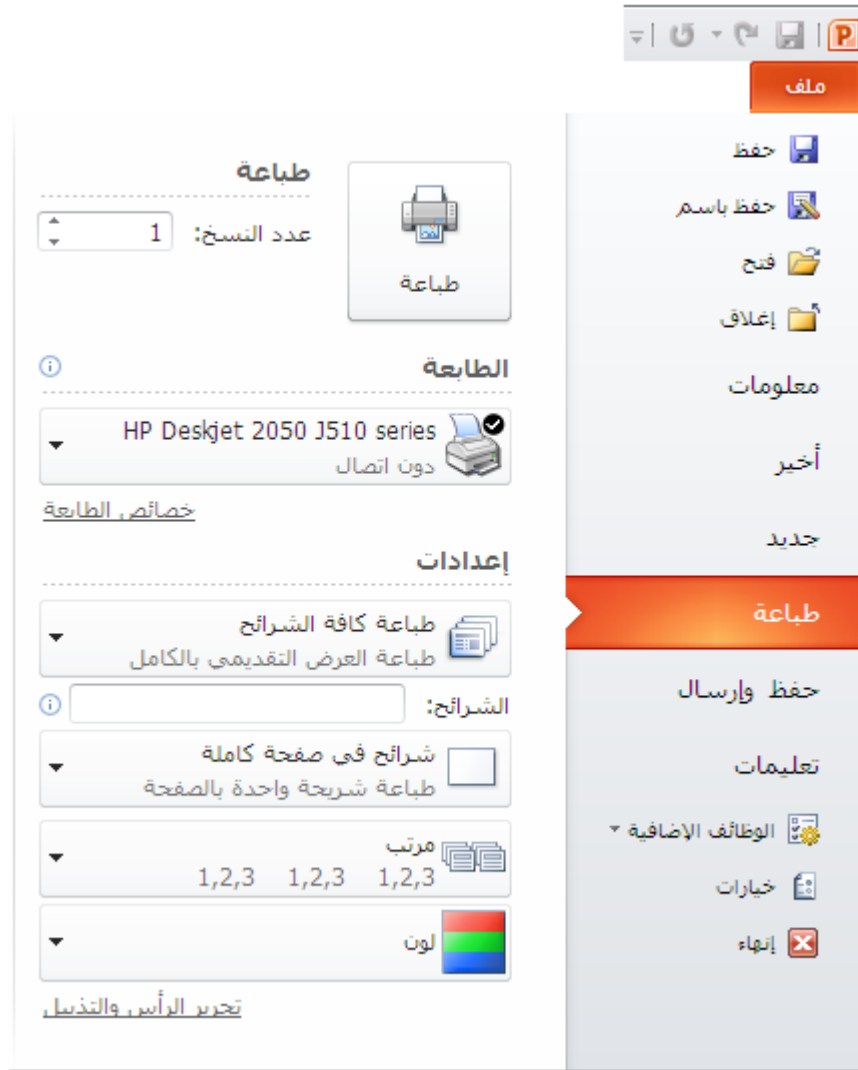 P
ملف
حفظ
حفظ باسم
فتح
إغلاق
معلومات
أخير
جديد
طباعة
حفظ وإرسال
تعليمات
الوظائف الإضافية
خيارات
إنهاء
طباعة
طباعة
عدد النسخ: 1
الطابعة
HP Deskjet 2050 J510 series
دون اتصال
خصائص الطابعة
إعدادات
طباعة كافة الشرائح
طباعة العرض التقديمي بالكامل
الشرائح:
شرائح في صفحة كاملة
طباعة شريحة واحدة بالصفحة
مرتب
1,2,3 1,2,3 1,2,3
لون
تحرير الرأس والتذييل